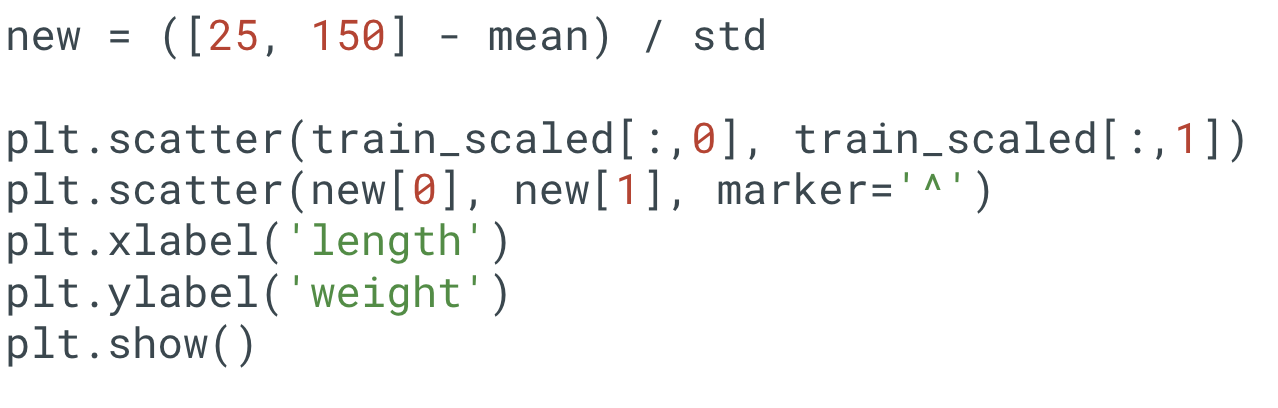 new = ([25, 150] - mean) / std
plt.scatter(train_scaled[:,0], train_scaled[:,1])
plt.scatter(new[0], new[1], marker='^')
plt.xlabel('length')
plt.ylabel('weight')
plt.show()